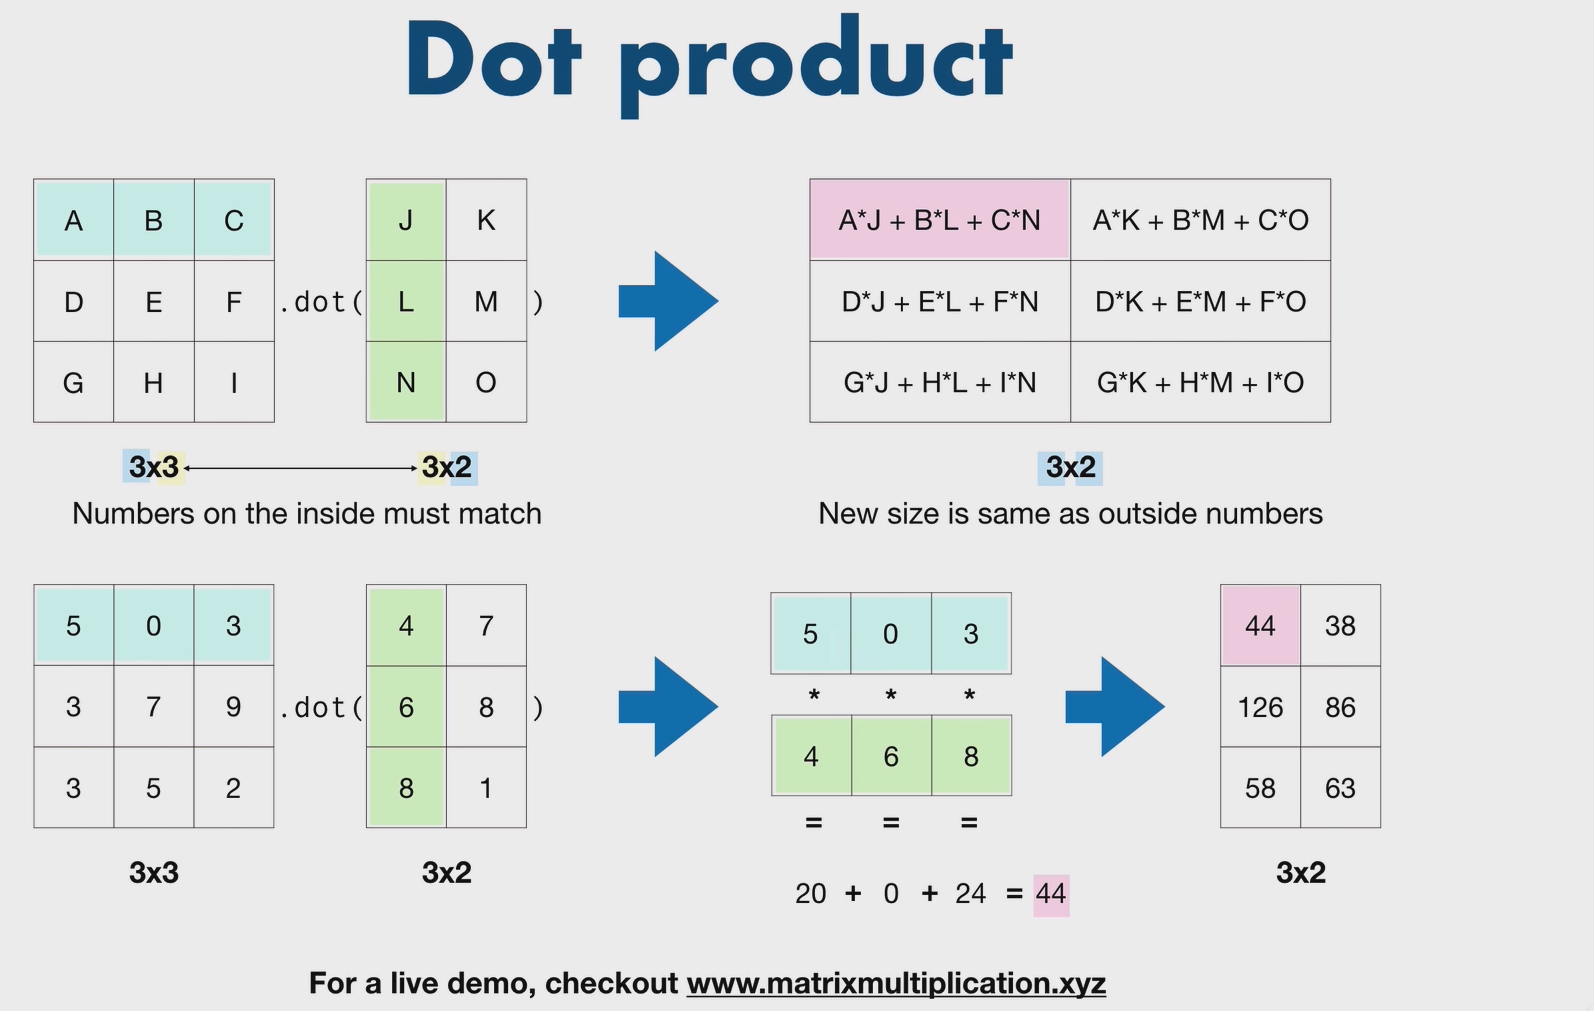 Dot product
A B C
D E F
G H I
.dot(
J K
L M
N O
)
A*J + B*L + C*N A*K + B*M + C*O
D*J + E*L + F*N D*K + E*M + F*O
G*J + H*L + I*N G*K + H*M + I*O
3x3
3x2
Numbers on the inside must match
3x2
New size is same as outside numbers
5 0 3
3 7 9
3 5 2
.dot(
4 7
6 8
8 1
)
3x3
3x2
5 0 3
* * *
4 6 8
= = =
20 + 0 + 24 = 44
44 38
126 86
58 63
3x2
For a live demo, checkout www.matrixmultiplication.xyz